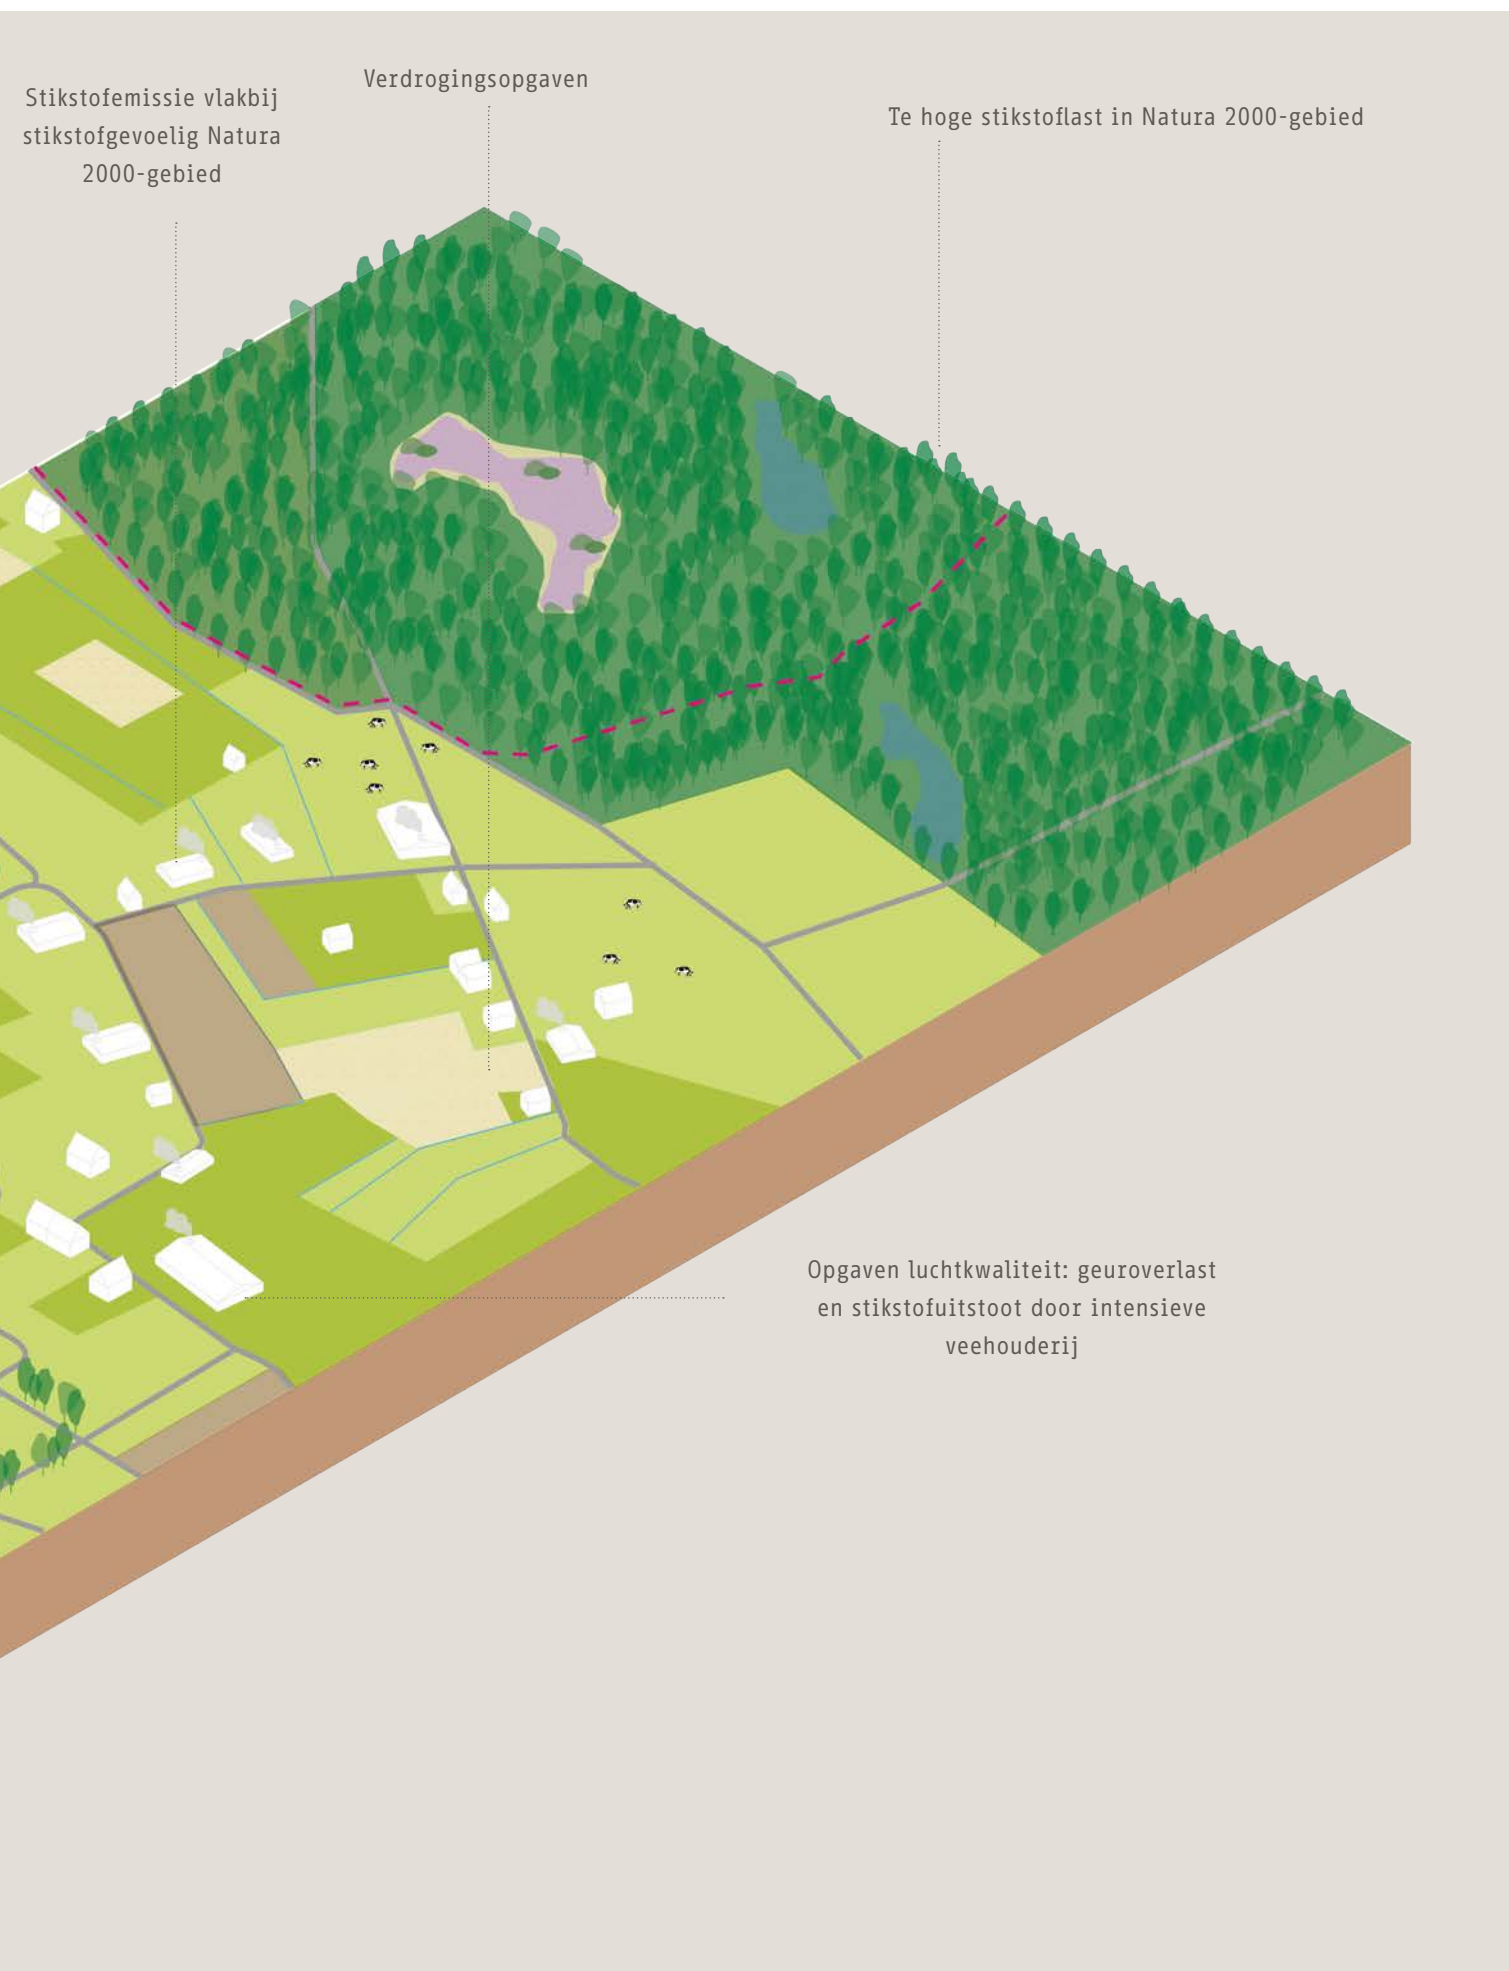 Stikstofemissie vlakbij
stikstofgevoelig Natura
2000-gebied
Verdrogingsopgaven
Te hoge stikstoflast in Natura 2000-gebied
Opgaven luchtkwaliteit: geuroverlast
en stikstofuitstoot door intensieve
veehouderij